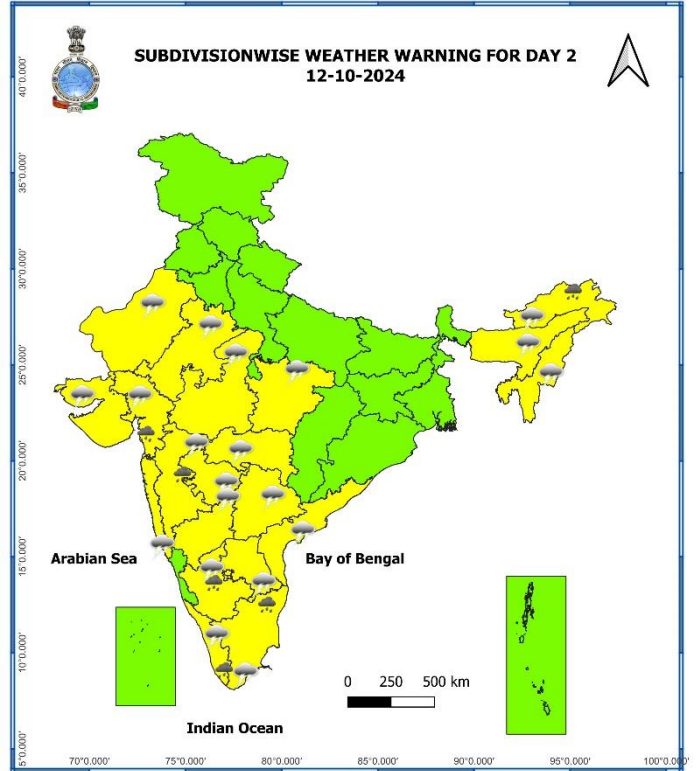 SUBDIVISIONWISE WEATHER WARNING FOR DAY 2
12-10-2024
40°0.000'
35°0.000'
30°0.000'
25°0.000'
20°0.000'
15°0.000'
10°0.000'
5°0.000'
Arabian Sea
Bay of Bengal
0 250 500 km
Indian Ocean
70°0.000' 75°0.000' 80°0.000' 85°0.000' 90°0.000' 95°0.000' 100°0.000'